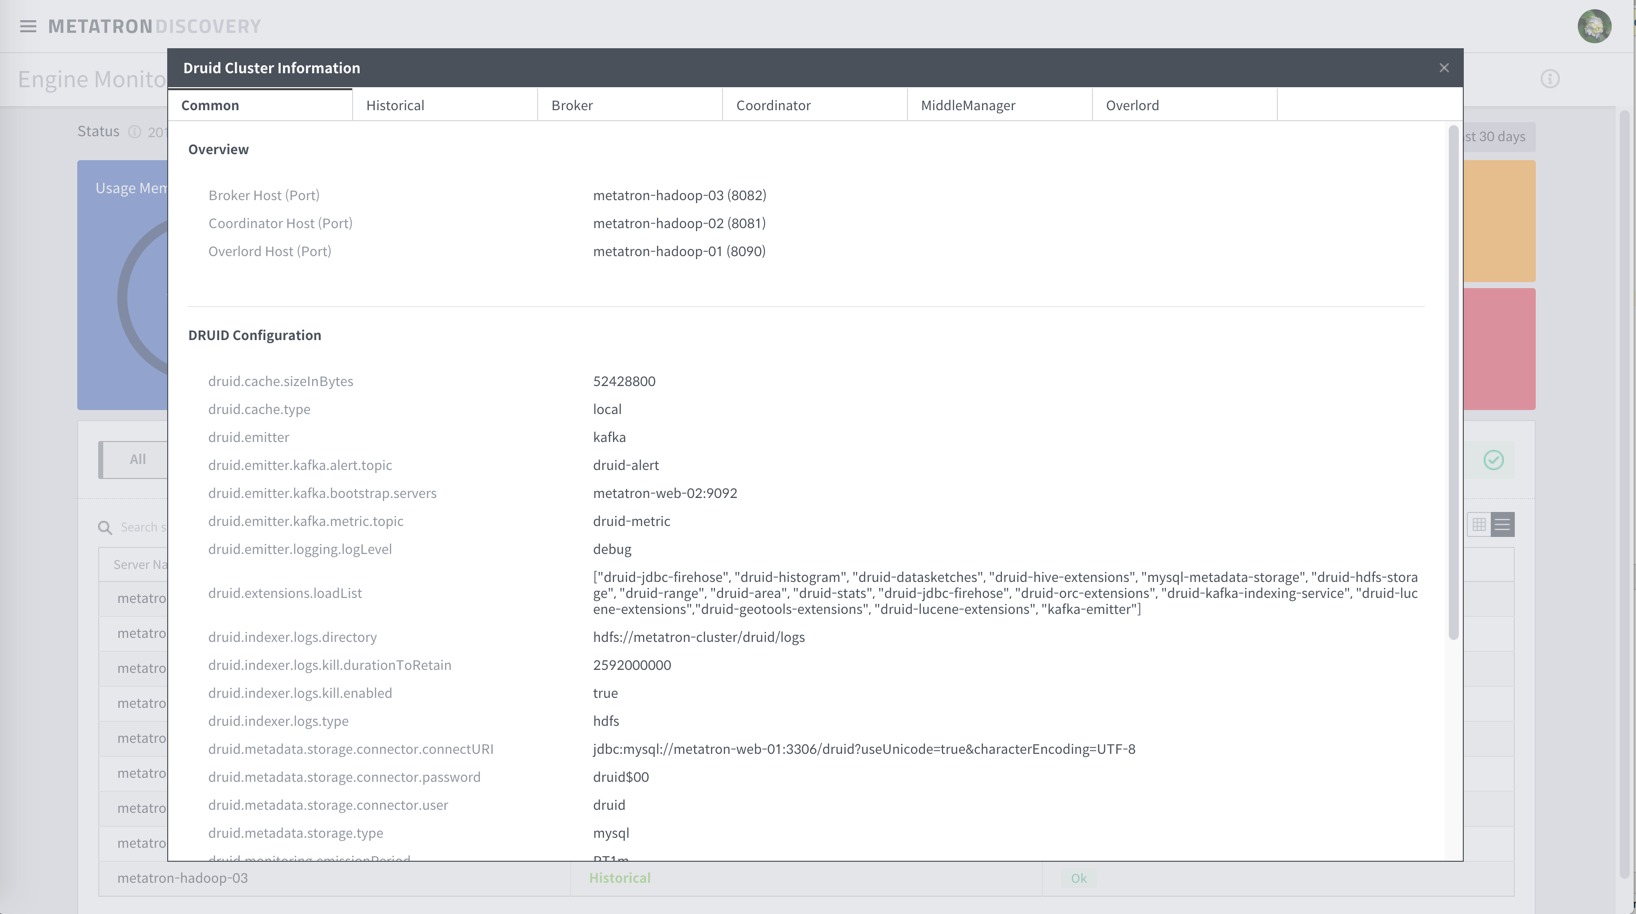 METATRON DISCOVERY
Druid Cluster Information
Engine Monito
Common Historical Broker Coordinator MiddleManager Overlord
Status 201
st 30 days
Overview
Usage Mem
Broker Host (Port) metatron-hadoop-03 (8082)
Coordinator Host (Port) metatron-hadoop-02 (8081)
Overlord Host (Port) metatron-hadoop-01 (8090)
DRUID Configuration
druid.cache.sizeInBytes 52428800
druid.cache.type local
druid.emitter kafka
All
druid.emitter.kafka.alert.topic druid-alert
druid.emitter.kafka.bootstrap.servers metatron-web-02:9092
druid.emitter.kafka.metric.topic druid-metric
Search s
druid.emitter.logging.logLevel debug
Server Na
druid.extensions.loadList ["druid-jdbc-firehose", "druid-histogram", "druid-datasketches", "druid-hive-extensions", "mysql-metadata-storage", "druid-hdfs-stora
ge", "druid-range", "druid-area", "druid-stats", "druid-jdbc-firehose", "druid-orc-extensions", "druid-kafka-indexing-service", "druid-luc
ene-extensions","druid-geotools-extensions", "druid-lucene-extensions", "kafka-emitter"]
metatro
druid.indexer.logs.directory hdfs://metatron-cluster/druid/logs
metatro
druid.indexer.logs.kill.durationToRetain 2592000000
metatro
druid.indexer.logs.kill.enabled true
metatro
druid.indexer.logs.type hdfs
metatro
druid.metadata.storage.connector.connectURI jdbc:mysql://metatron-web-01:3306/druid?useUnicode=true&characterEncoding=UTF-8
metatro
druid.metadata.storage.connector.password druid$00
metatro
druid.metadata.storage.connector.user druid
metatro
druid.metadata.storage.type mysql
druid.monitoring.emissionPeriod PT1m
metatron-hadoop-03 Historical Ok